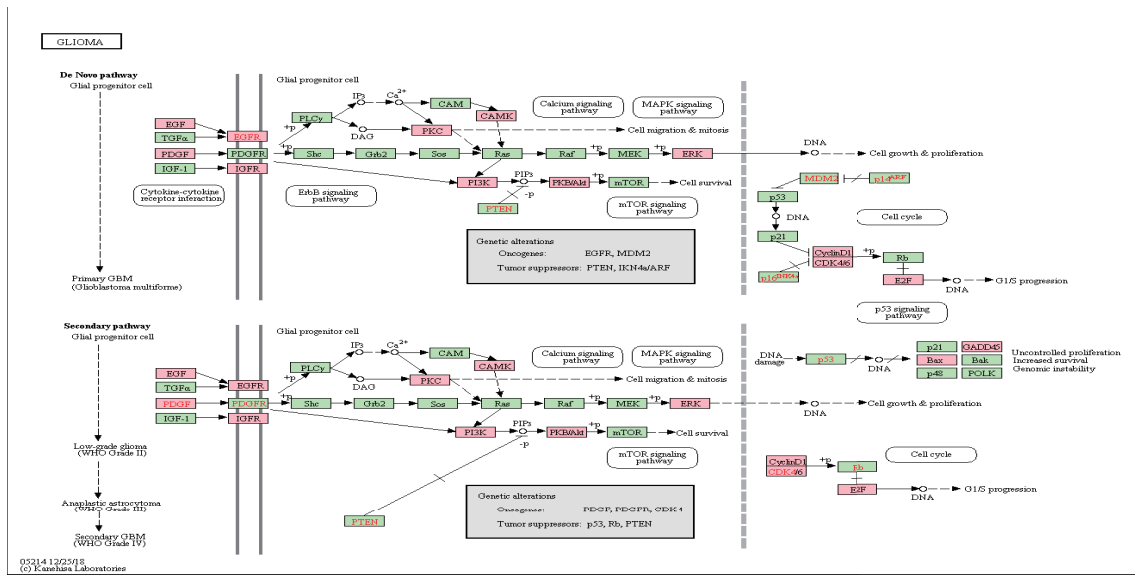 GLIOMA
De Novo pathway
Glial progenitor cell
Glial progenitor cell
IP3
Ca2+
CAM
Calcium signaling
pathway
MAPK signaling
pathway
PLCγ
CAMK
EGF
+p
DAG
PKC
Cell migration & mitosis
TGFα
EGFR
DNA
PDGF
PDGFR
+p
Shc
Grb2
Sos
Ras
Raf
+p
MEK
+p
ERK
Cell growth & proliferation
IGF-1
IGFR
PI3K
PIP3
-p
PKB/Akt
+p
mTOR
Cell survival
MDM2
p14ARF
Cytokine-cytokine
receptor interaction
ErbB signaling
pathway
PTEN
mTOR signaling
pathway
p53
DNA
Cell cycle
p21
Genetic alterations
Oncogenes: EGFR, MDM2
Tumor suppressors: PTEN, IKN4a/ARF
CyclinD1
CDK4/6
+p
Rb
p16INK4a
E2F
DNA
G1/S progression
Primary GBM
(Glioblastoma multiforme)
p53 signaling
pathway
Secondary pathway
Glial progenitor cell
Glial progenitor cell
IP3
Ca2+
CAM
Calcium signaling
pathway
MAPK signaling
pathway
PLCγ
CAMK
DNA
damage
p53
DNA
p21
GADD45
Bax
Bak
p48
POLK
Uncontrolled proliferation
Increased survival
Genomic instability
EGF
+p
DAG
PKC
Cell migration & mitosis
TGFα
EGFR
PDGF
PDGFR
+p
Shc
Grb2
Sos
Ras
Raf
+p
MEK
+p
ERK
DNA
Cell growth & proliferation
IGF-1
IGFR
PI3K
PIP3
-p
PKB/Akt
+p
mTOR
Cell survival
Low-grade glioma
(WHO Grade II)
mTOR signaling
pathway
Cell cycle
CyclinD1
CDK4/6
+p
Rb
E2F
DNA
G1/S progression
Anaplastic astrocytoma
(WHO Grade III)
PTEN
Genetic alterations
Oncogenes: PDGF, PDGFR, CDK4
Tumor suppressors: p53, Rb, PTEN
Secondary GBM
(WHO Grade IV)
05214 12/25/18
(c) Kanehisa Laboratories